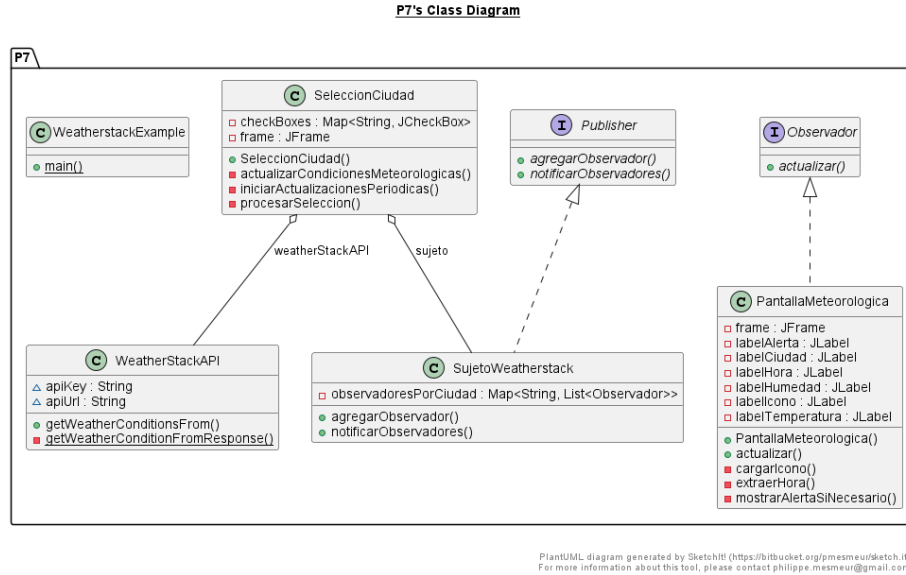 P7's Class Diagram
P7
C WeatherstackExample
main()
C SeleccionCiudad
checkBoxes : Map<String, JCheckBox>
frame : JFrame
SeleccionCiudad()
actualizarCondicionesMeteorologicas()
iniciarActualizacionesPeriodicas()
procesarSeleccion()
I Publisher
agregarObservador()
notificarObservadores()
I Observador
actualizar()
weatherStackAPI
sujeto
C WeatherStackAPI
apiKey : String
apiUrl : String
getWeatherConditionsFrom()
getWeatherConditionFromResponse()
C SujetoWeatherstack
observadoresPorCiudad : Map<String, List<Observador>>
agregarObservador()
notificarObservadores()
C PantallaMeteorologica
frame : JFrame
labelAlerta : JLabel
labelCiudad : JLabel
labelHora : JLabel
labelHumedad : JLabel
labelIcono : JLabel
labelTemperatura : JLabel
PantallaMeteorologica()
actualizar()
cargarIcono()
extraerHora()
mostrarAlertaSiNecesario()
PlantUML diagram generated by SketchIt! (https://bitbucket.org/pmesmeur/sketch.it
For more information about this tool, please contact philippe.mesmeur@gmail.com